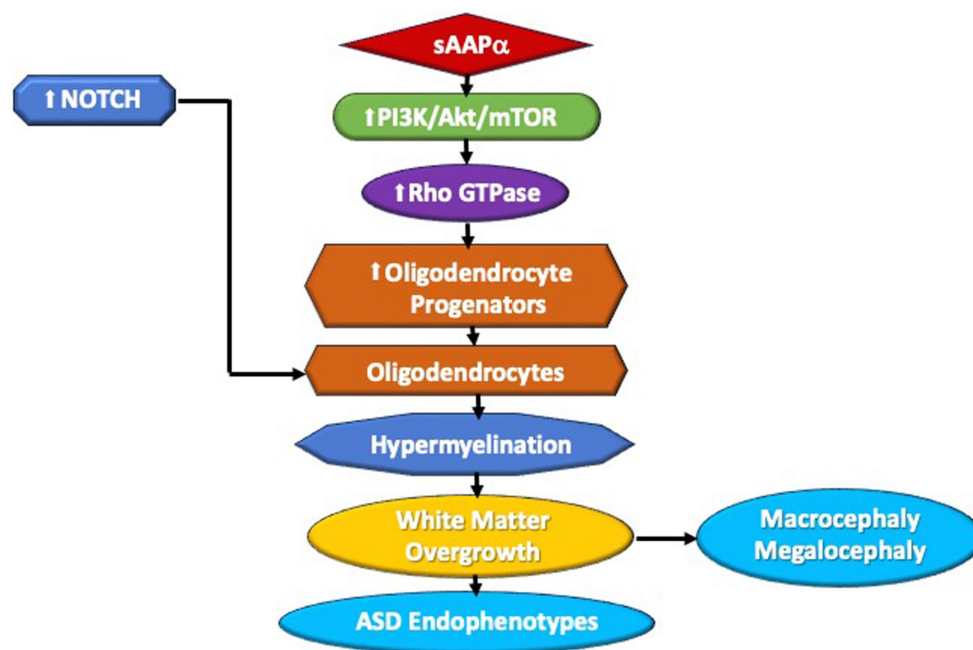 sAAPα
⬆NOTCH
⬆PI3K/Akt/mTOR
⬆Rho GTPase
⬆Oligodendrocyte
Progenators
Oligodendrocytes
Hypermyelination
White Matter
Overgrowth
Macrocephaly
Megalocephaly
ASD Endophenotypes